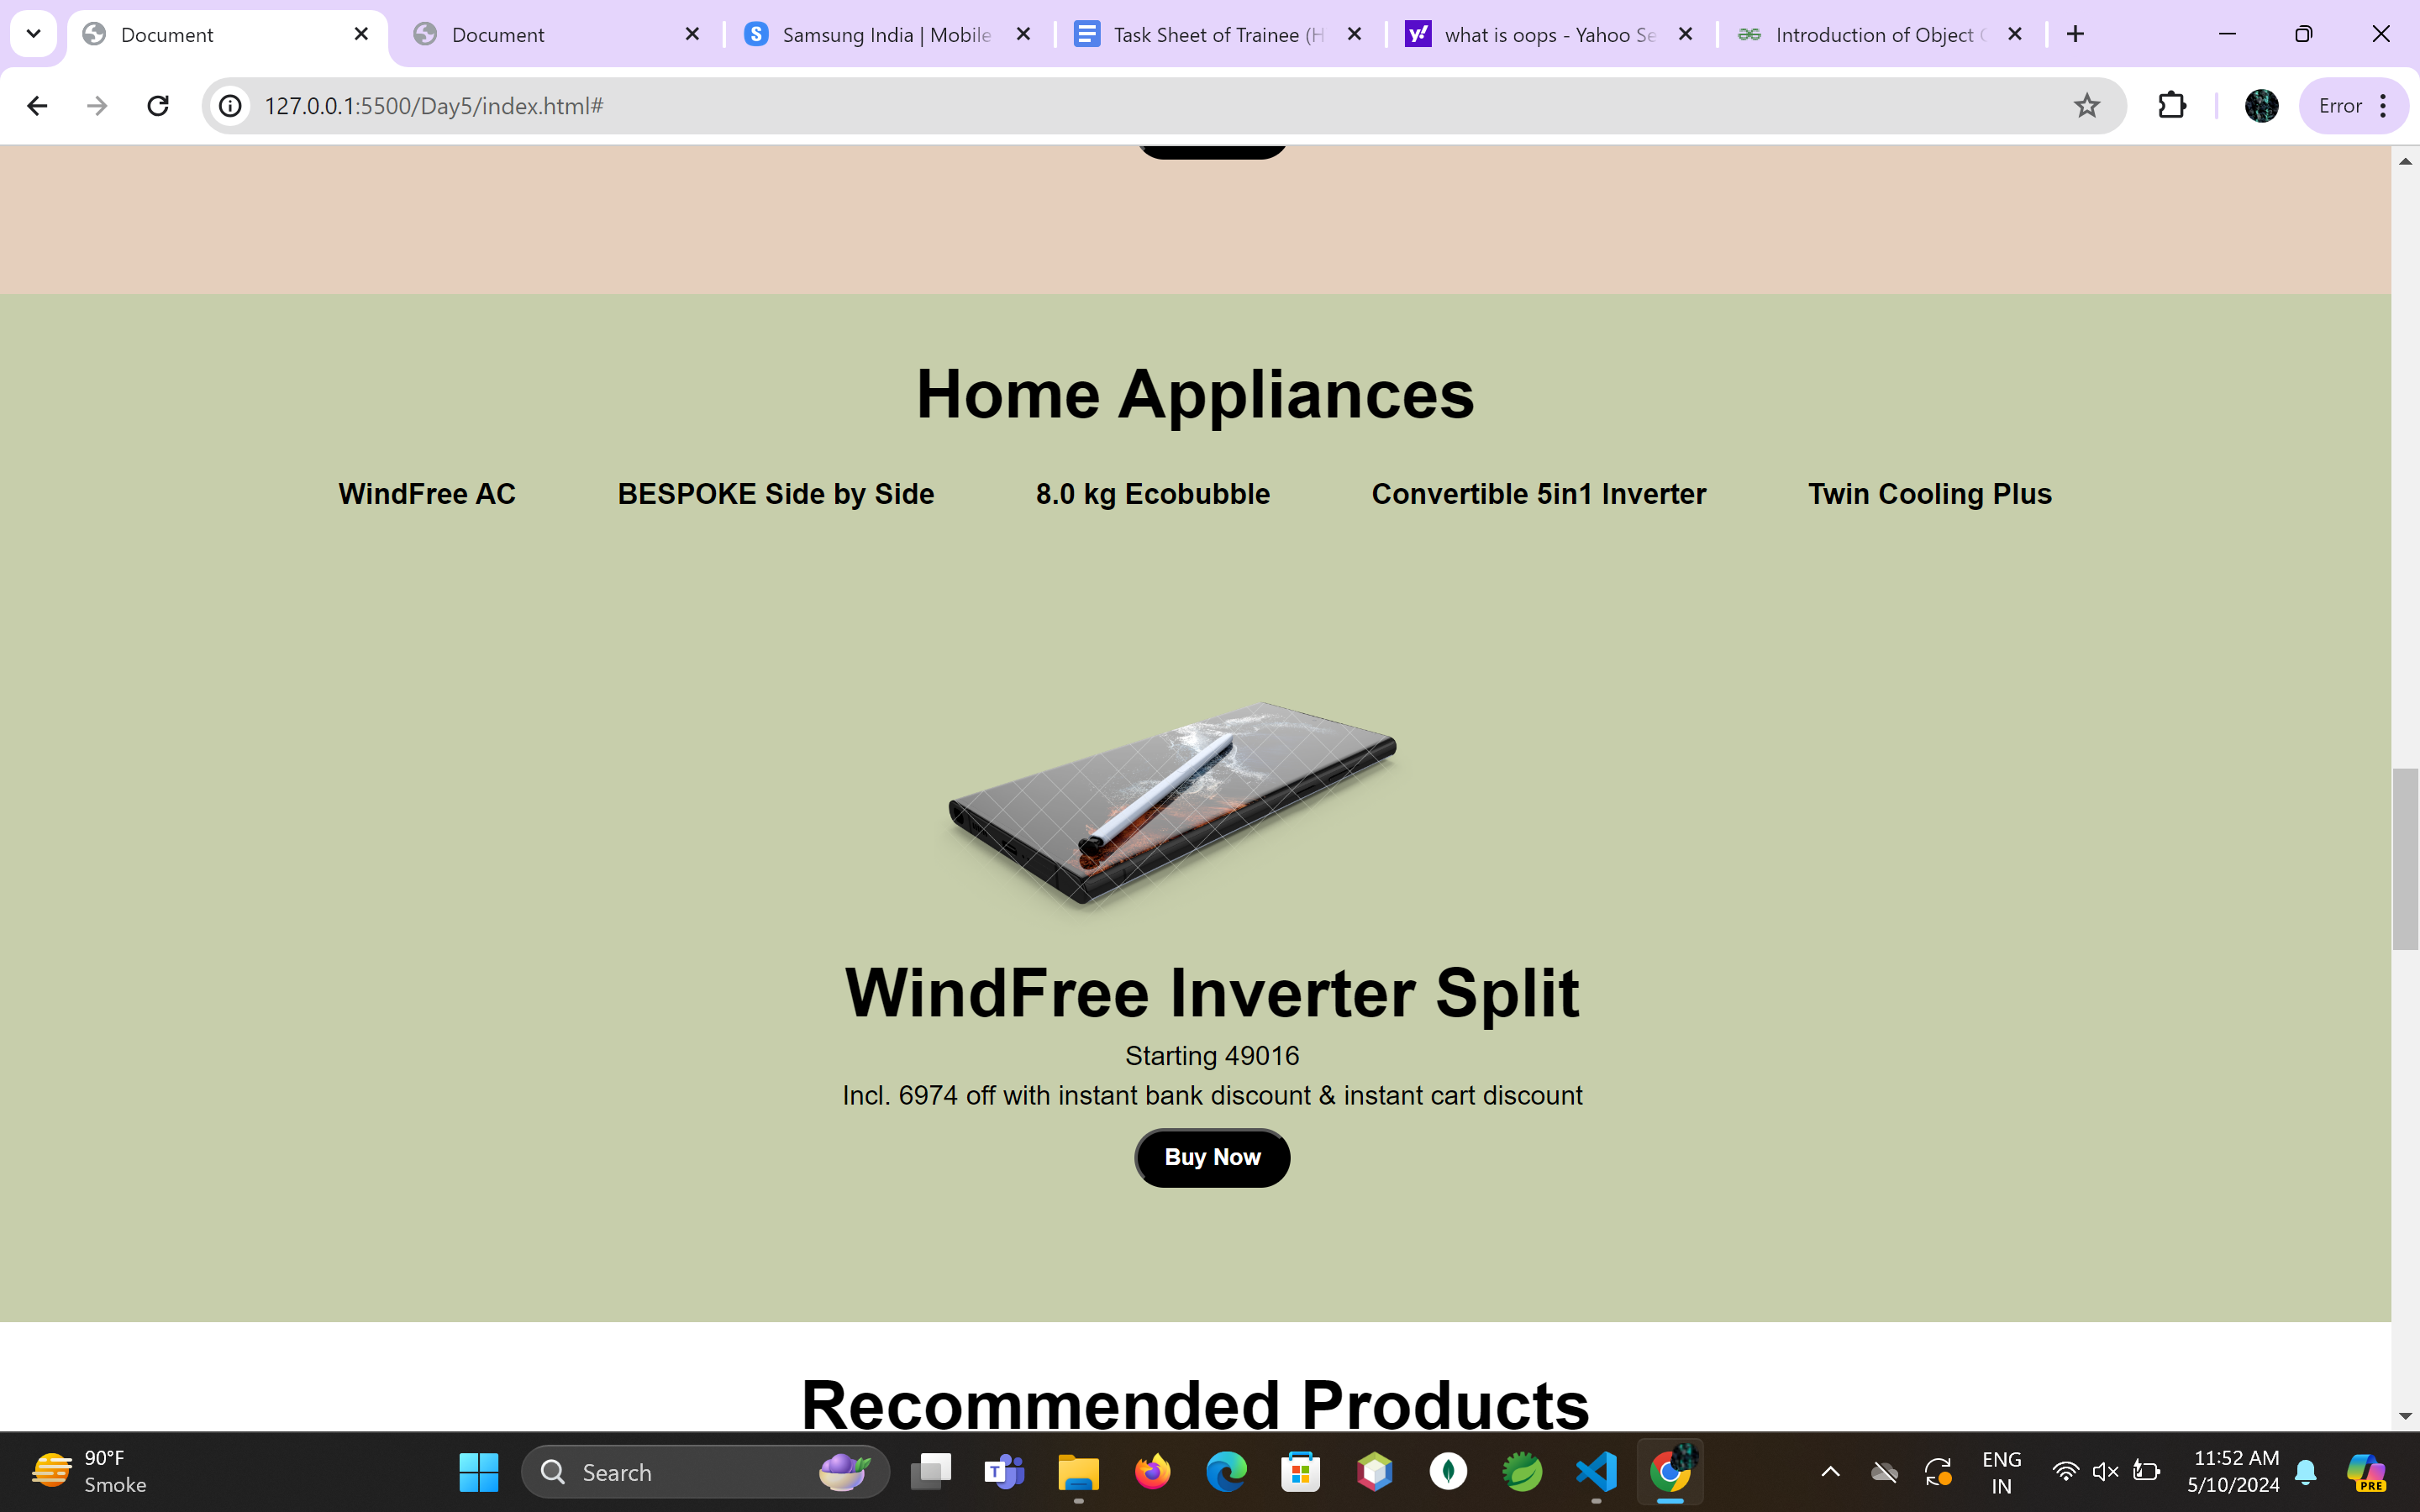 Document
Document
Samsung India | Mobile
Task Sheet of Trainee (H
what is oops - Yahoo Se
Introduction of Object
127.0.0.1:5500/Day5/index.html#
Error
Home Appliances
WindFree AC
BESPOKE Side by Side
8.0 kg Ecobubble
Convertible 5in1 Inverter
Twin Cooling Plus
WindFree Inverter Split
Starting 49016
Incl. 6974 off with instant bank discount & instant cart discount
Buy Now
Recommended Products
90°F
Smoke
Search
ENG
IN
11:52 AM
5/10/2024
PRE